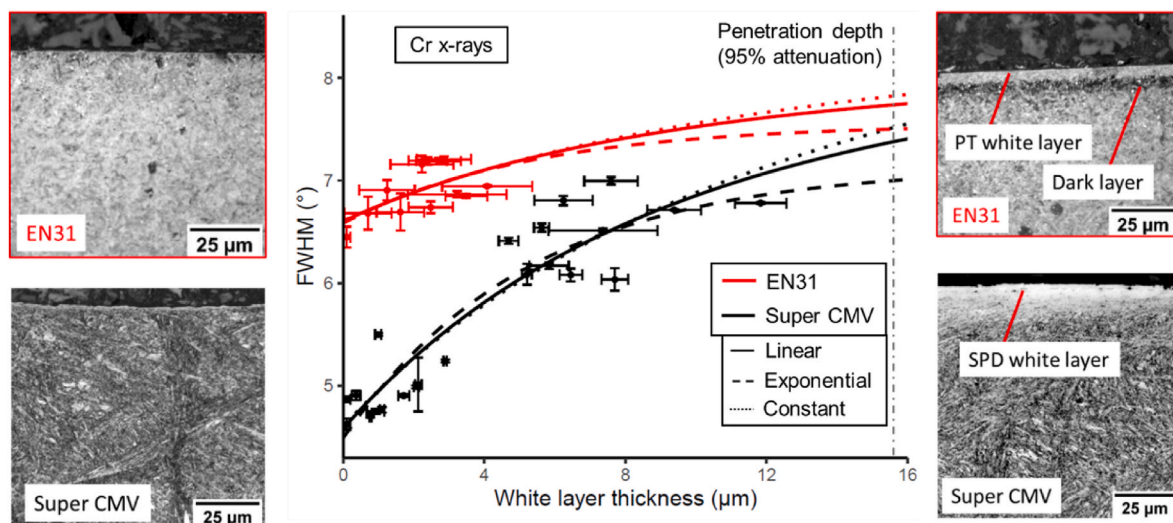 EN31
25 µm
Super CMV
25 µm
Cr x-rays
Penetration depth
(95% attenuation)
FWHM (°)
8
7
6
5
0
4
8
12
16
White layer thickness (µm)
EN31
Super CMV
Linear
Exponential
Constant
PT white layer
Dark layer
EN31
25 µm
SPD white layer
Super CMV
25 µm